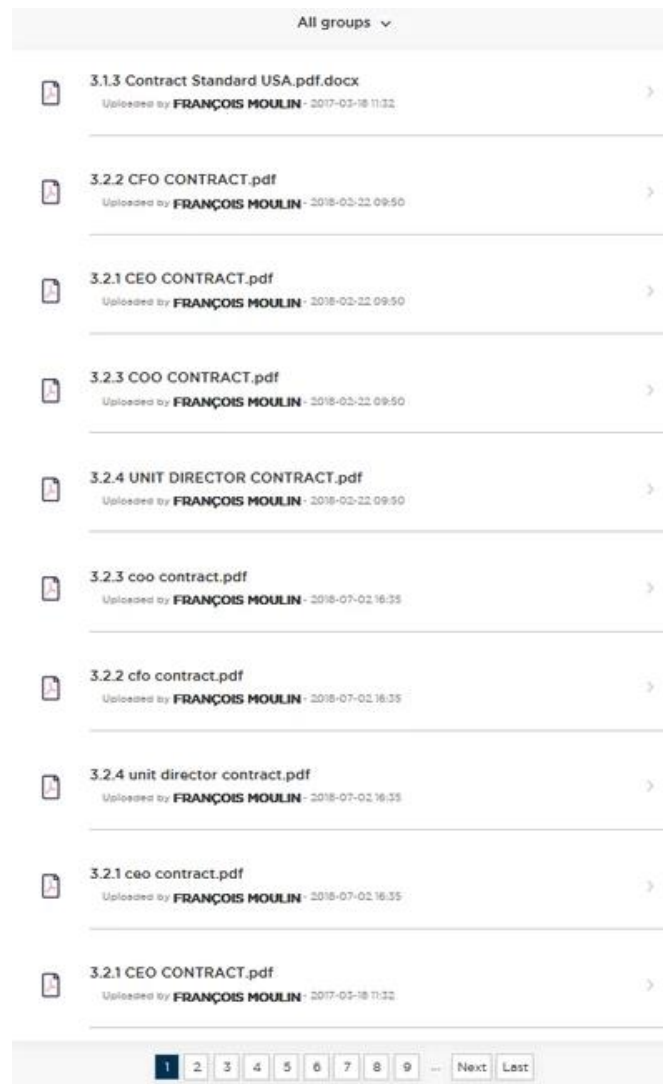 All groups
3.1.3 Contract Standard USA.pdf.docx
Uploaded by FRANÇOIS MOULIN - 2017-03-18 11:32
3.2.2 CFO CONTRACT.pdf
Uploaded by FRANÇOIS MOULIN - 2018-02-22 09:50
3.2.1 CEO CONTRACT.pdf
Uploaded by FRANÇOIS MOULIN - 2018-02-22 09:50
3.2.3 COO CONTRACT.pdf
Uploaded by FRANÇOIS MOULIN - 2018-02-22 09:50
3.2.4 UNIT DIRECTOR CONTRACT.pdf
Uploaded by FRANÇOIS MOULIN - 2018-02-22 09:50
3.2.3 coo contract.pdf
Uploaded by FRANÇOIS MOULIN - 2018-07-02 16:35
3.2.2 cfo contract.pdf
Uploaded by FRANÇOIS MOULIN - 2018-07-02 16:35
3.2.4 unit director contract.pdf
Uploaded by FRANÇOIS MOULIN - 2018-07-02 16:35
3.2.1 ceo contract.pdf
Uploaded by FRANÇOIS MOULIN - 2018-07-02 16:35
3.2.1 CEO CONTRACT.pdf
Uploaded by FRANÇOIS MOULIN - 2017-03-18 11:32
1 2 3 4 5 6 7 8 9 ... Next Last